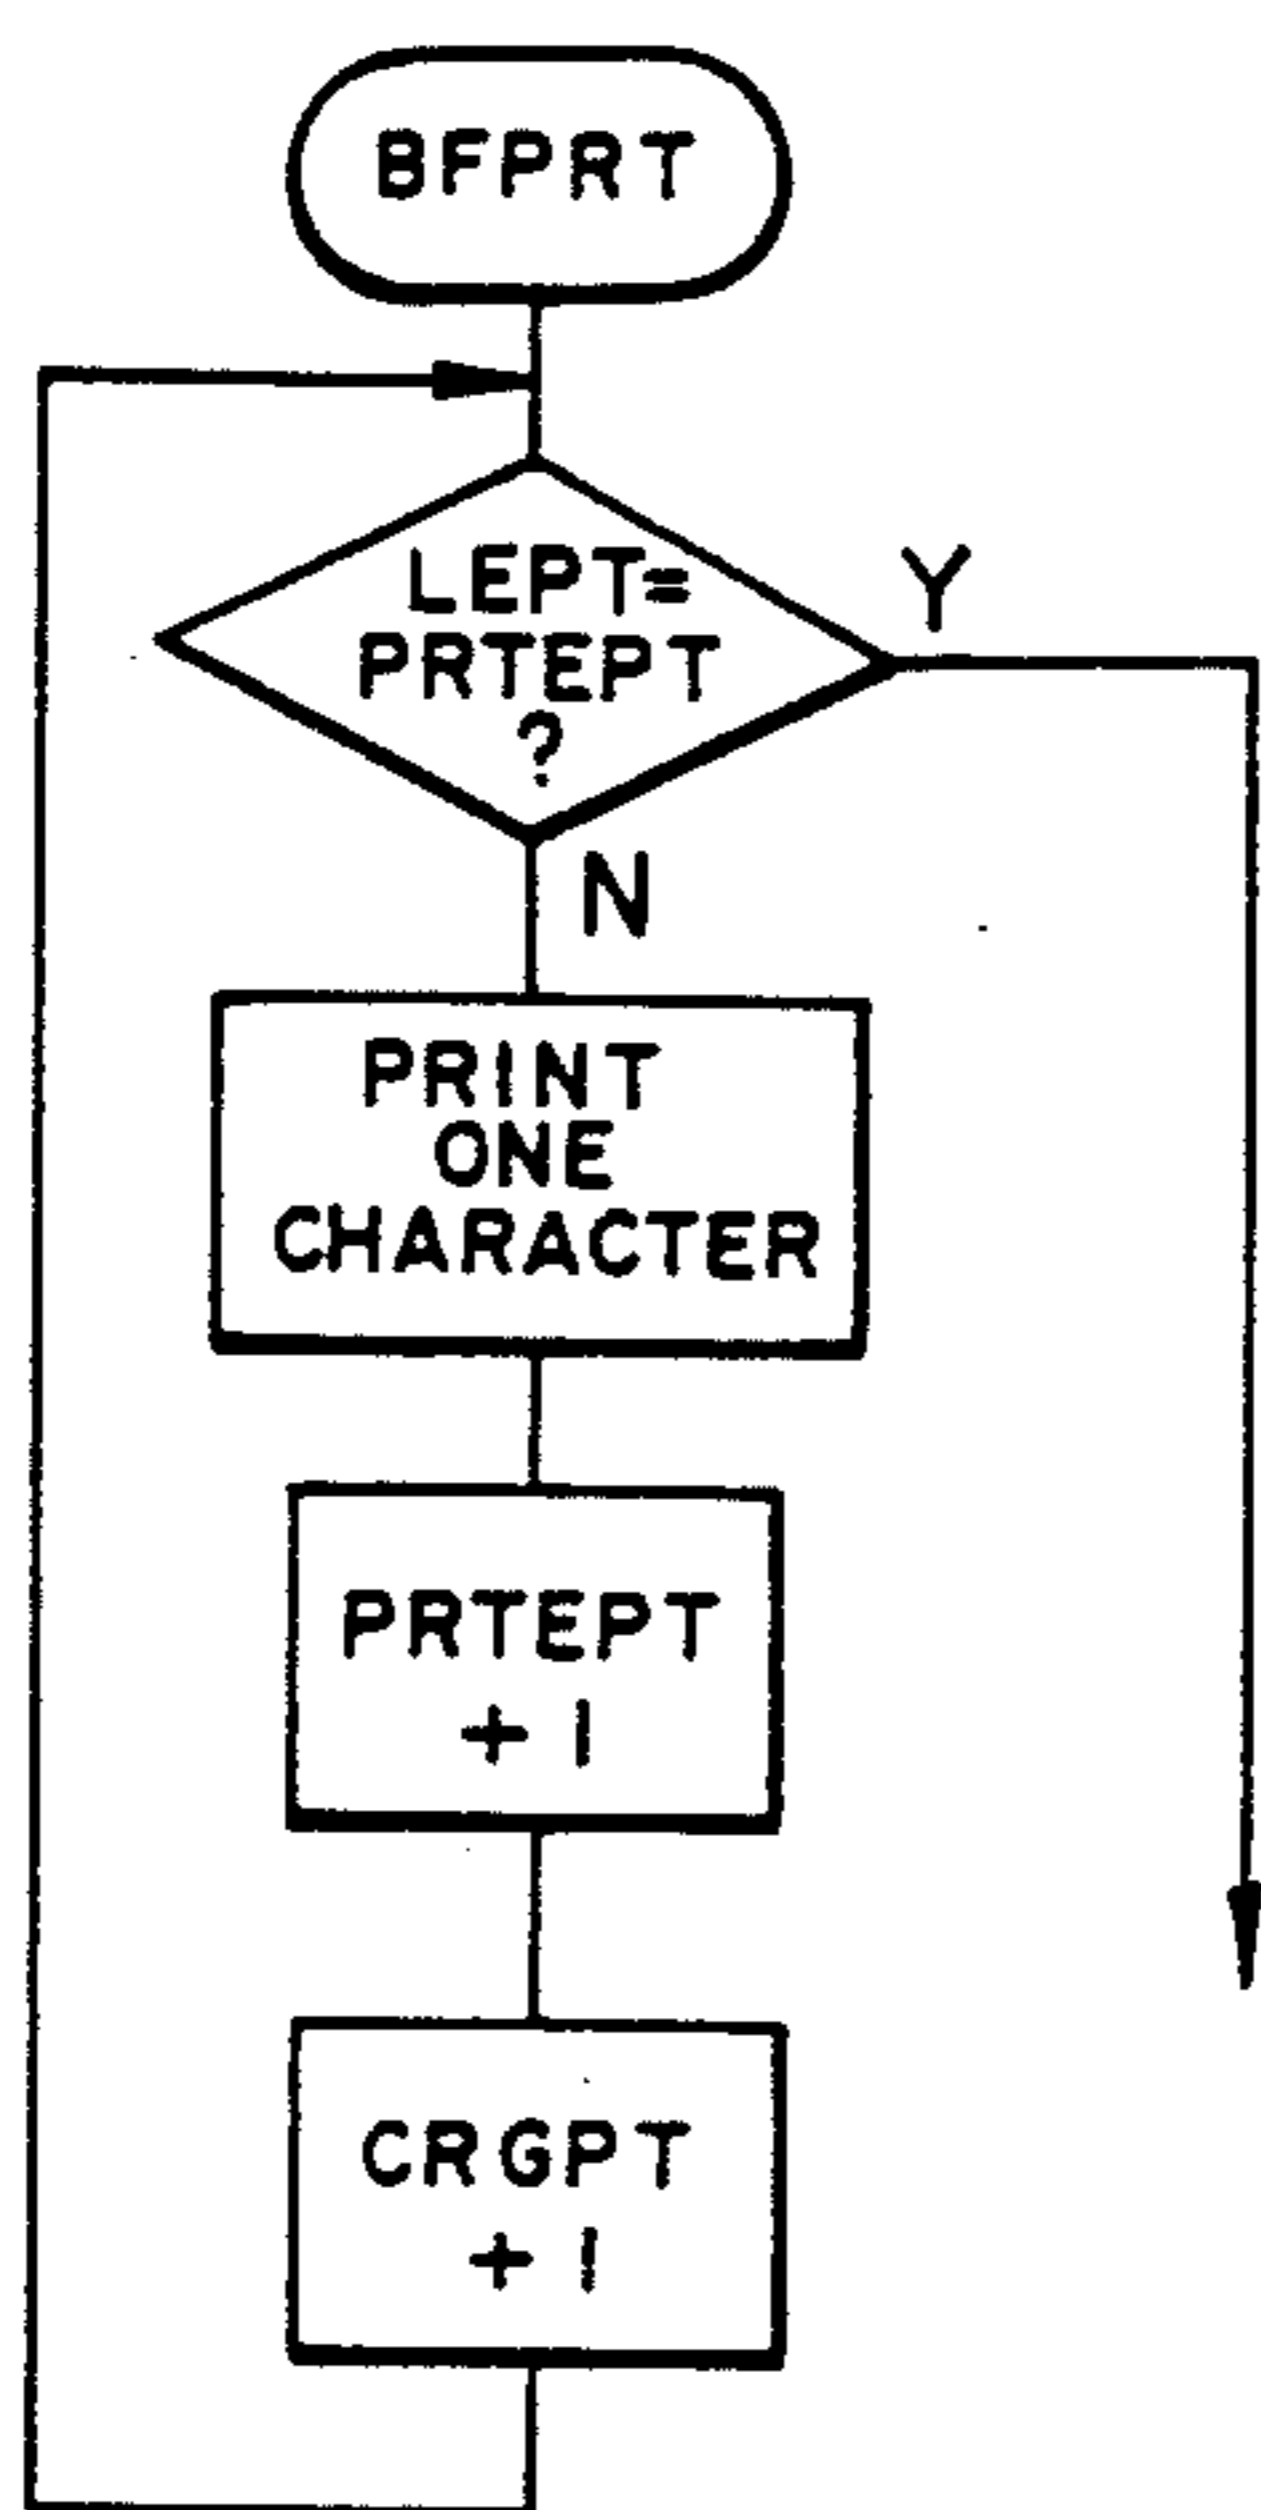 BFPRT
LEPT=
PRTEPT
?
Y
N
PRINT
ONE
CHARACTER
PRTEPT
+ 1
CRGPT
+ 1